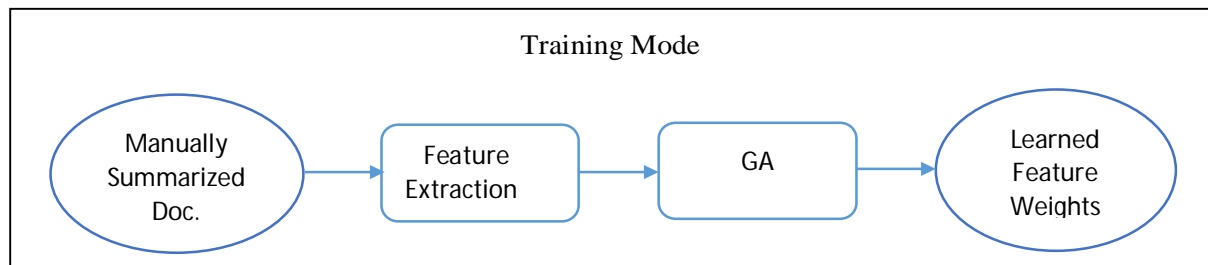 Training Mode
Manually
Summarized
Doc.
Feature
Extraction
GA
Learned
Feature
Weights